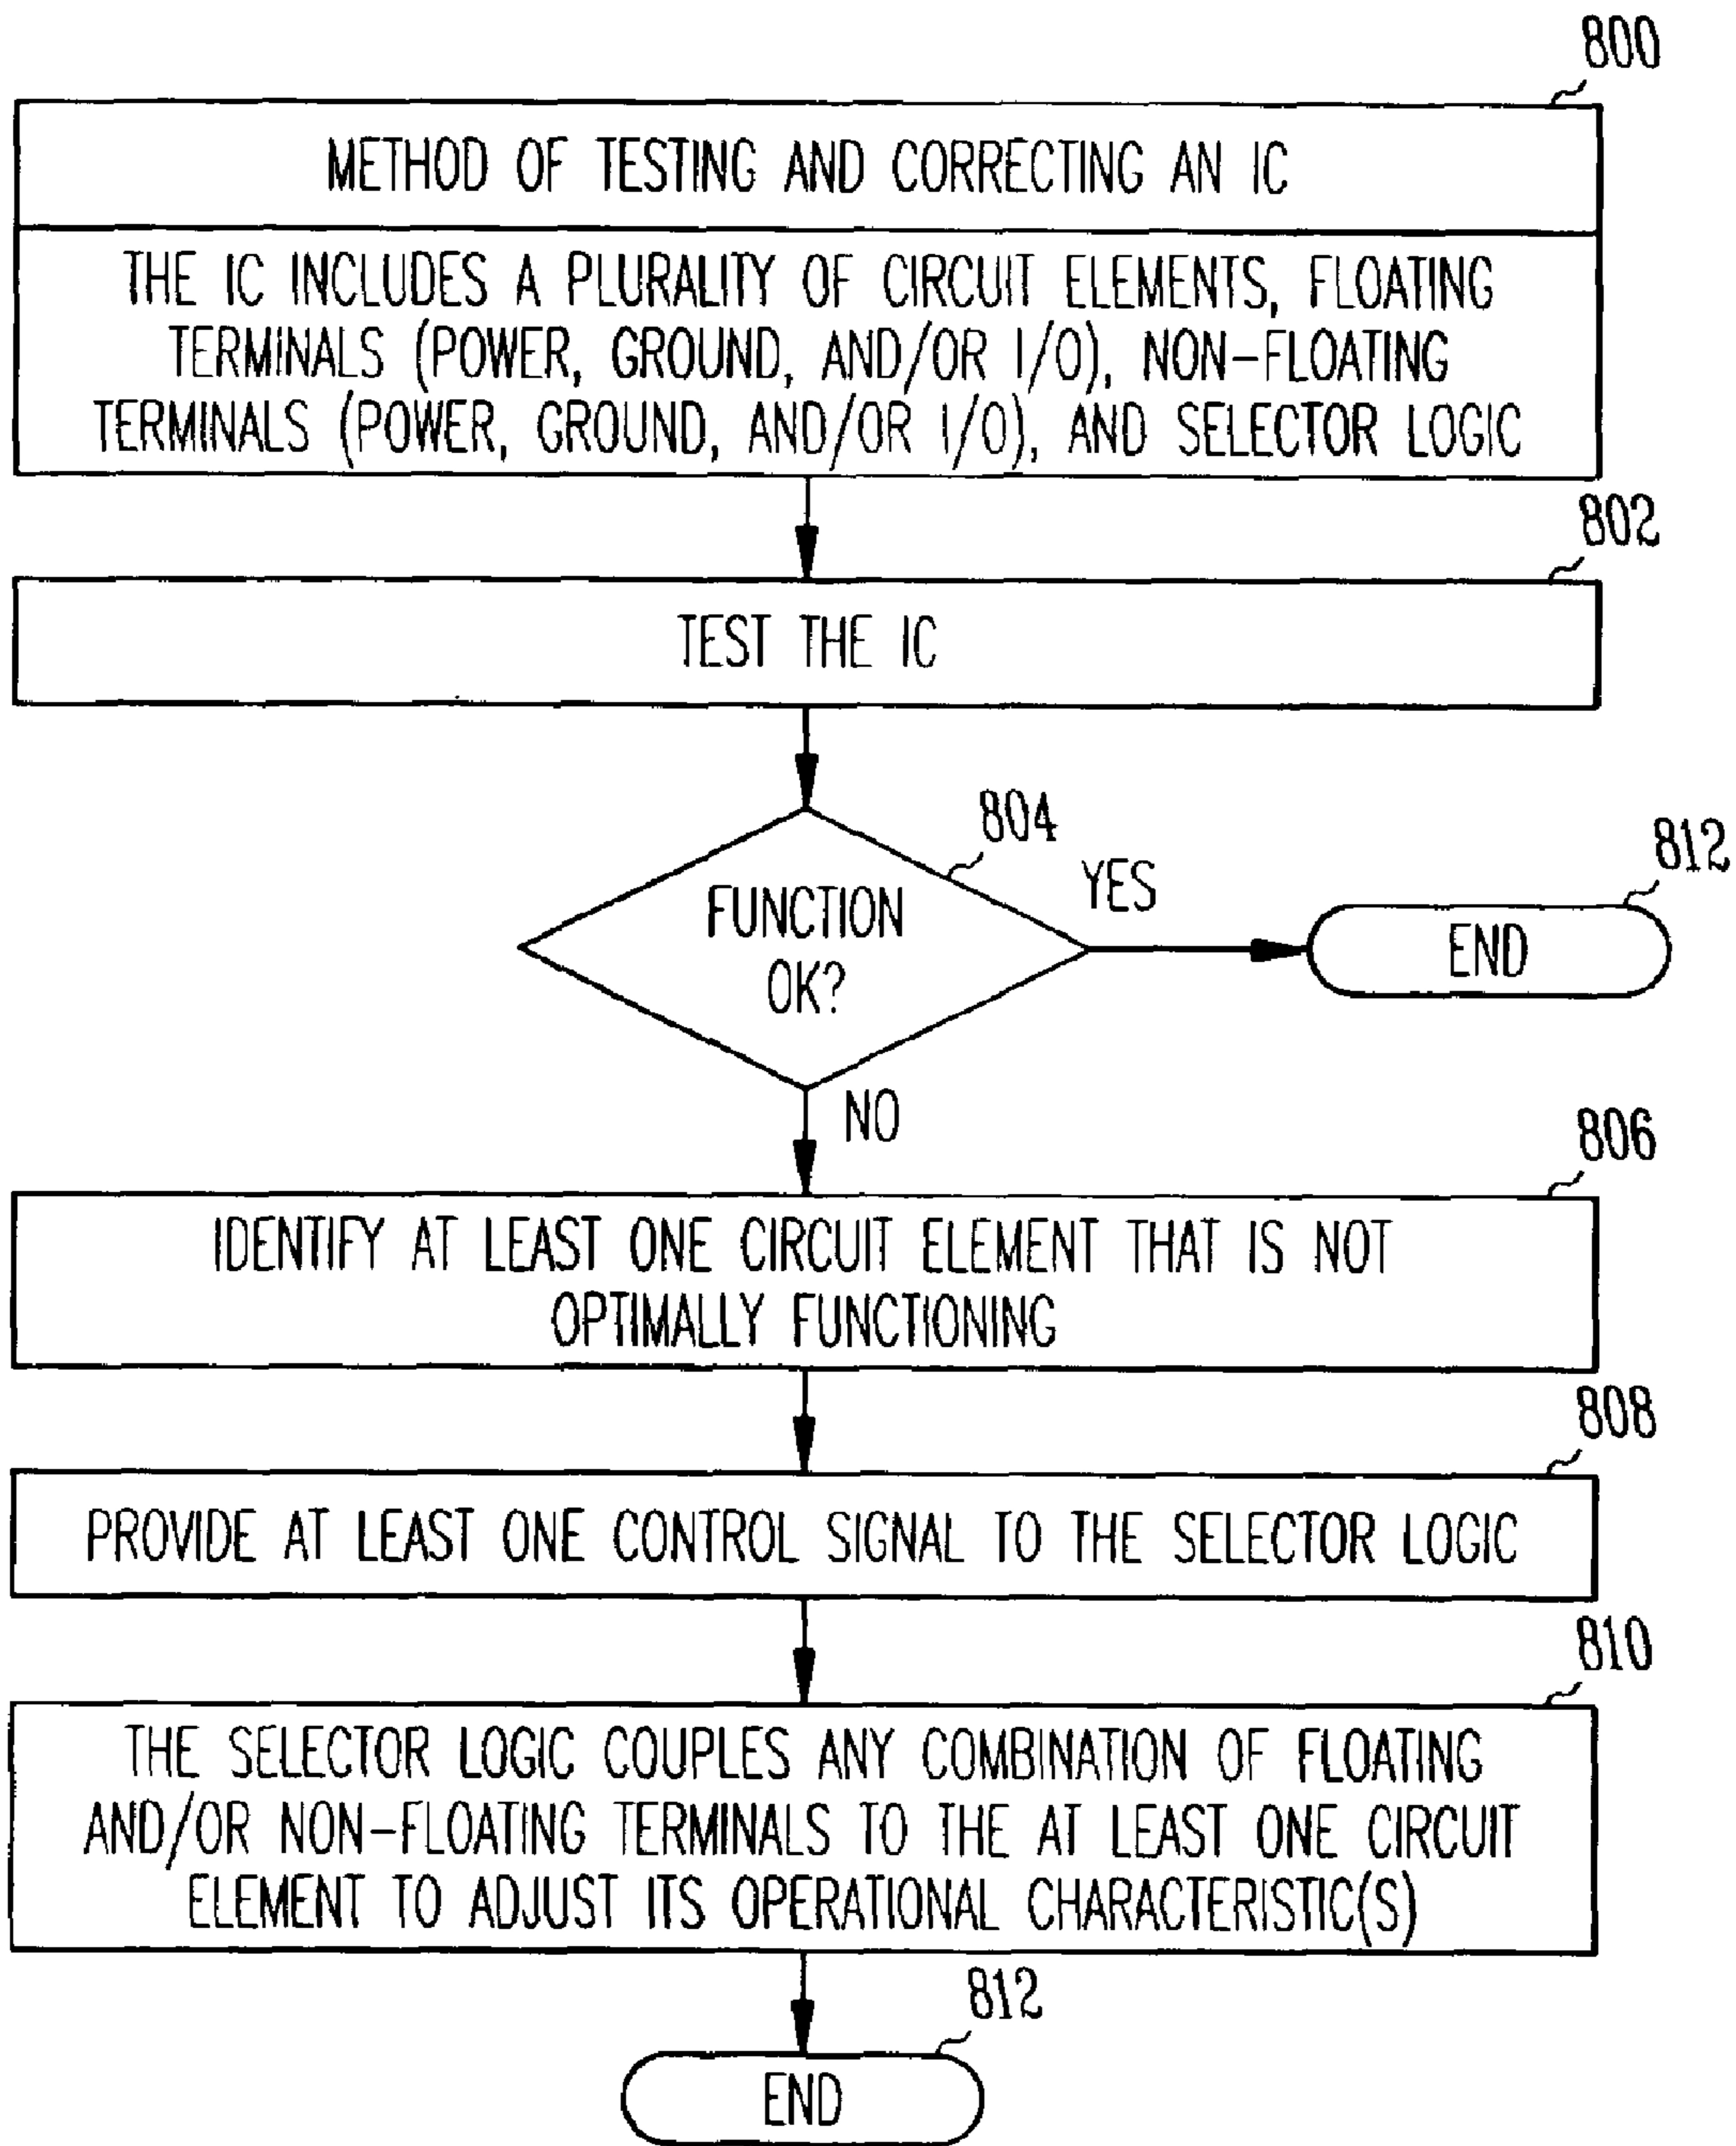 800
METHOD OF TESTING AND CORRECTING AN IC
THE IC INCLUDES A PLURALITY OF CIRCUIT ELEMENTS, FLOATING
TERMINALS (POWER, GROUND, AND/OR I/O), NON-FLOATING
TERMINALS (POWER, GROUND, AND/OR I/O), AND SELECTOR LOGIC
802
TEST THE IC
804
FUNCTION
OK?
YES
812
END
NO
806
IDENTIFY AT LEAST ONE CIRCUIT ELEMENT THAT IS NOT
OPTIMALLY FUNCTIONING
808
PROVIDE AT LEAST ONE CONTROL SIGNAL TO THE SELECTOR LOGIC
810
THE SELECTOR LOGIC COUPLES ANY COMBINATION OF FLOATING
AND/OR NON-FLOATING TERMINALS TO THE AT LEAST ONE CIRCUIT
ELEMENT TO ADJUST ITS OPERATIONAL CHARACTERISTIC(S)
812
END